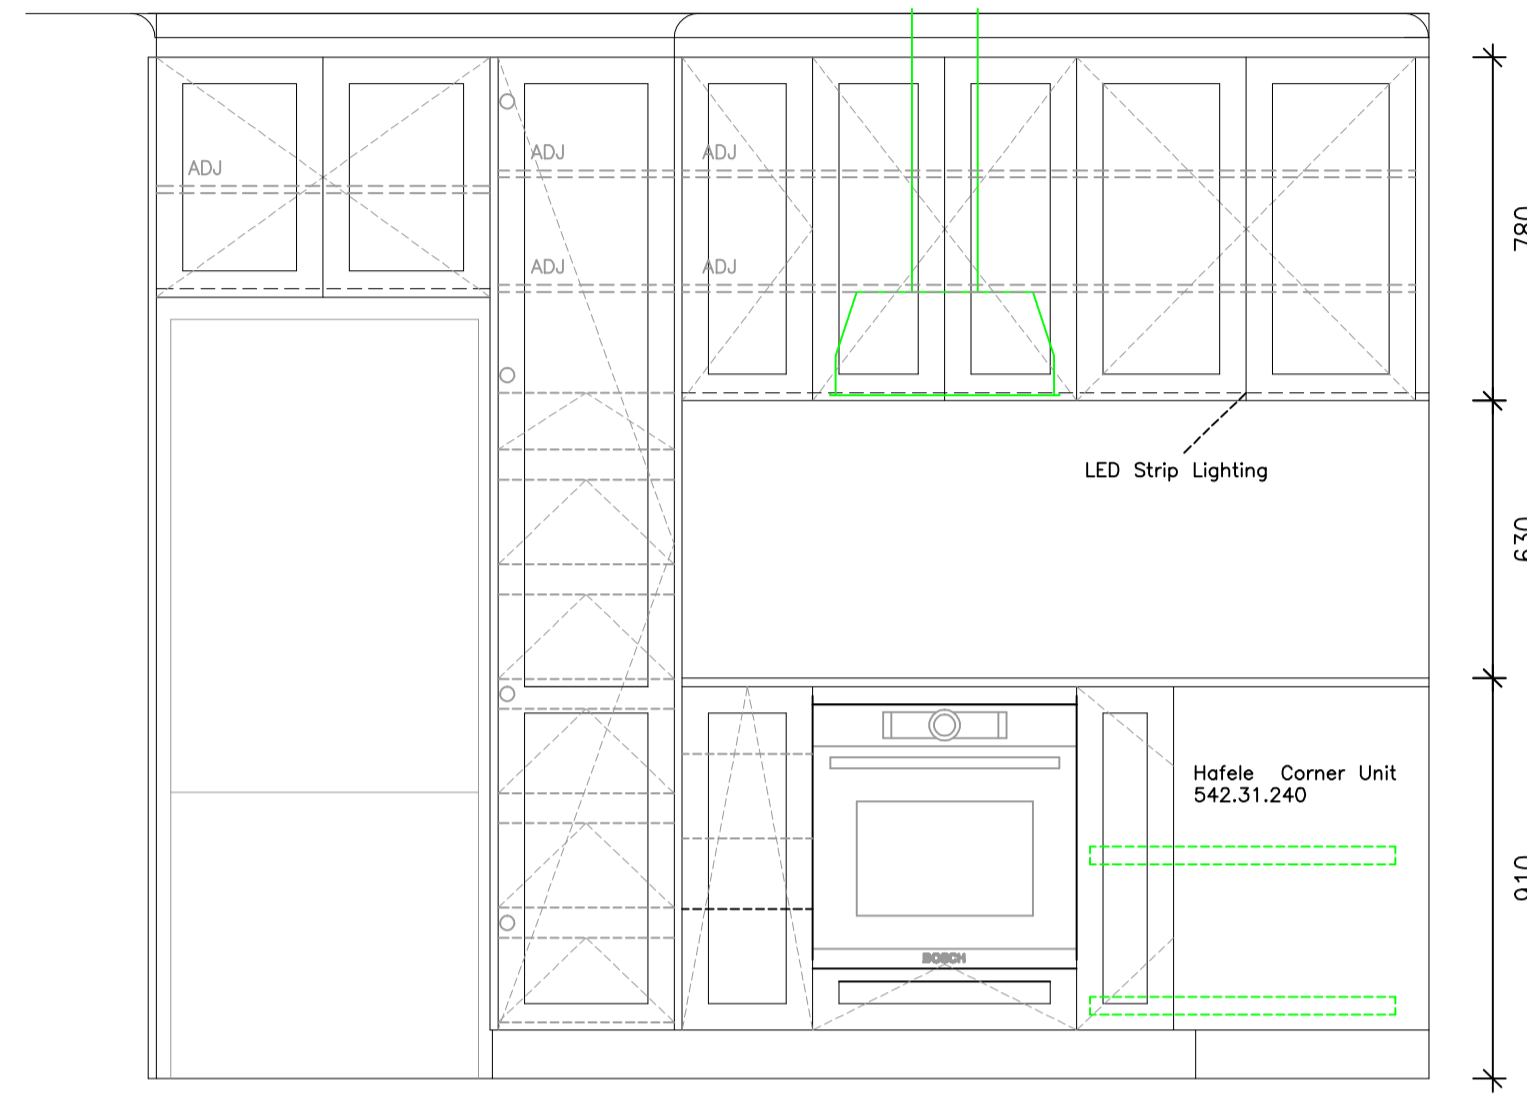 ADJ
ADJ
ADJ
ADJ
ADJ
780
LED Strip Lighting
630
Hafele Corner Unit
542.31.240
910
BOSCH